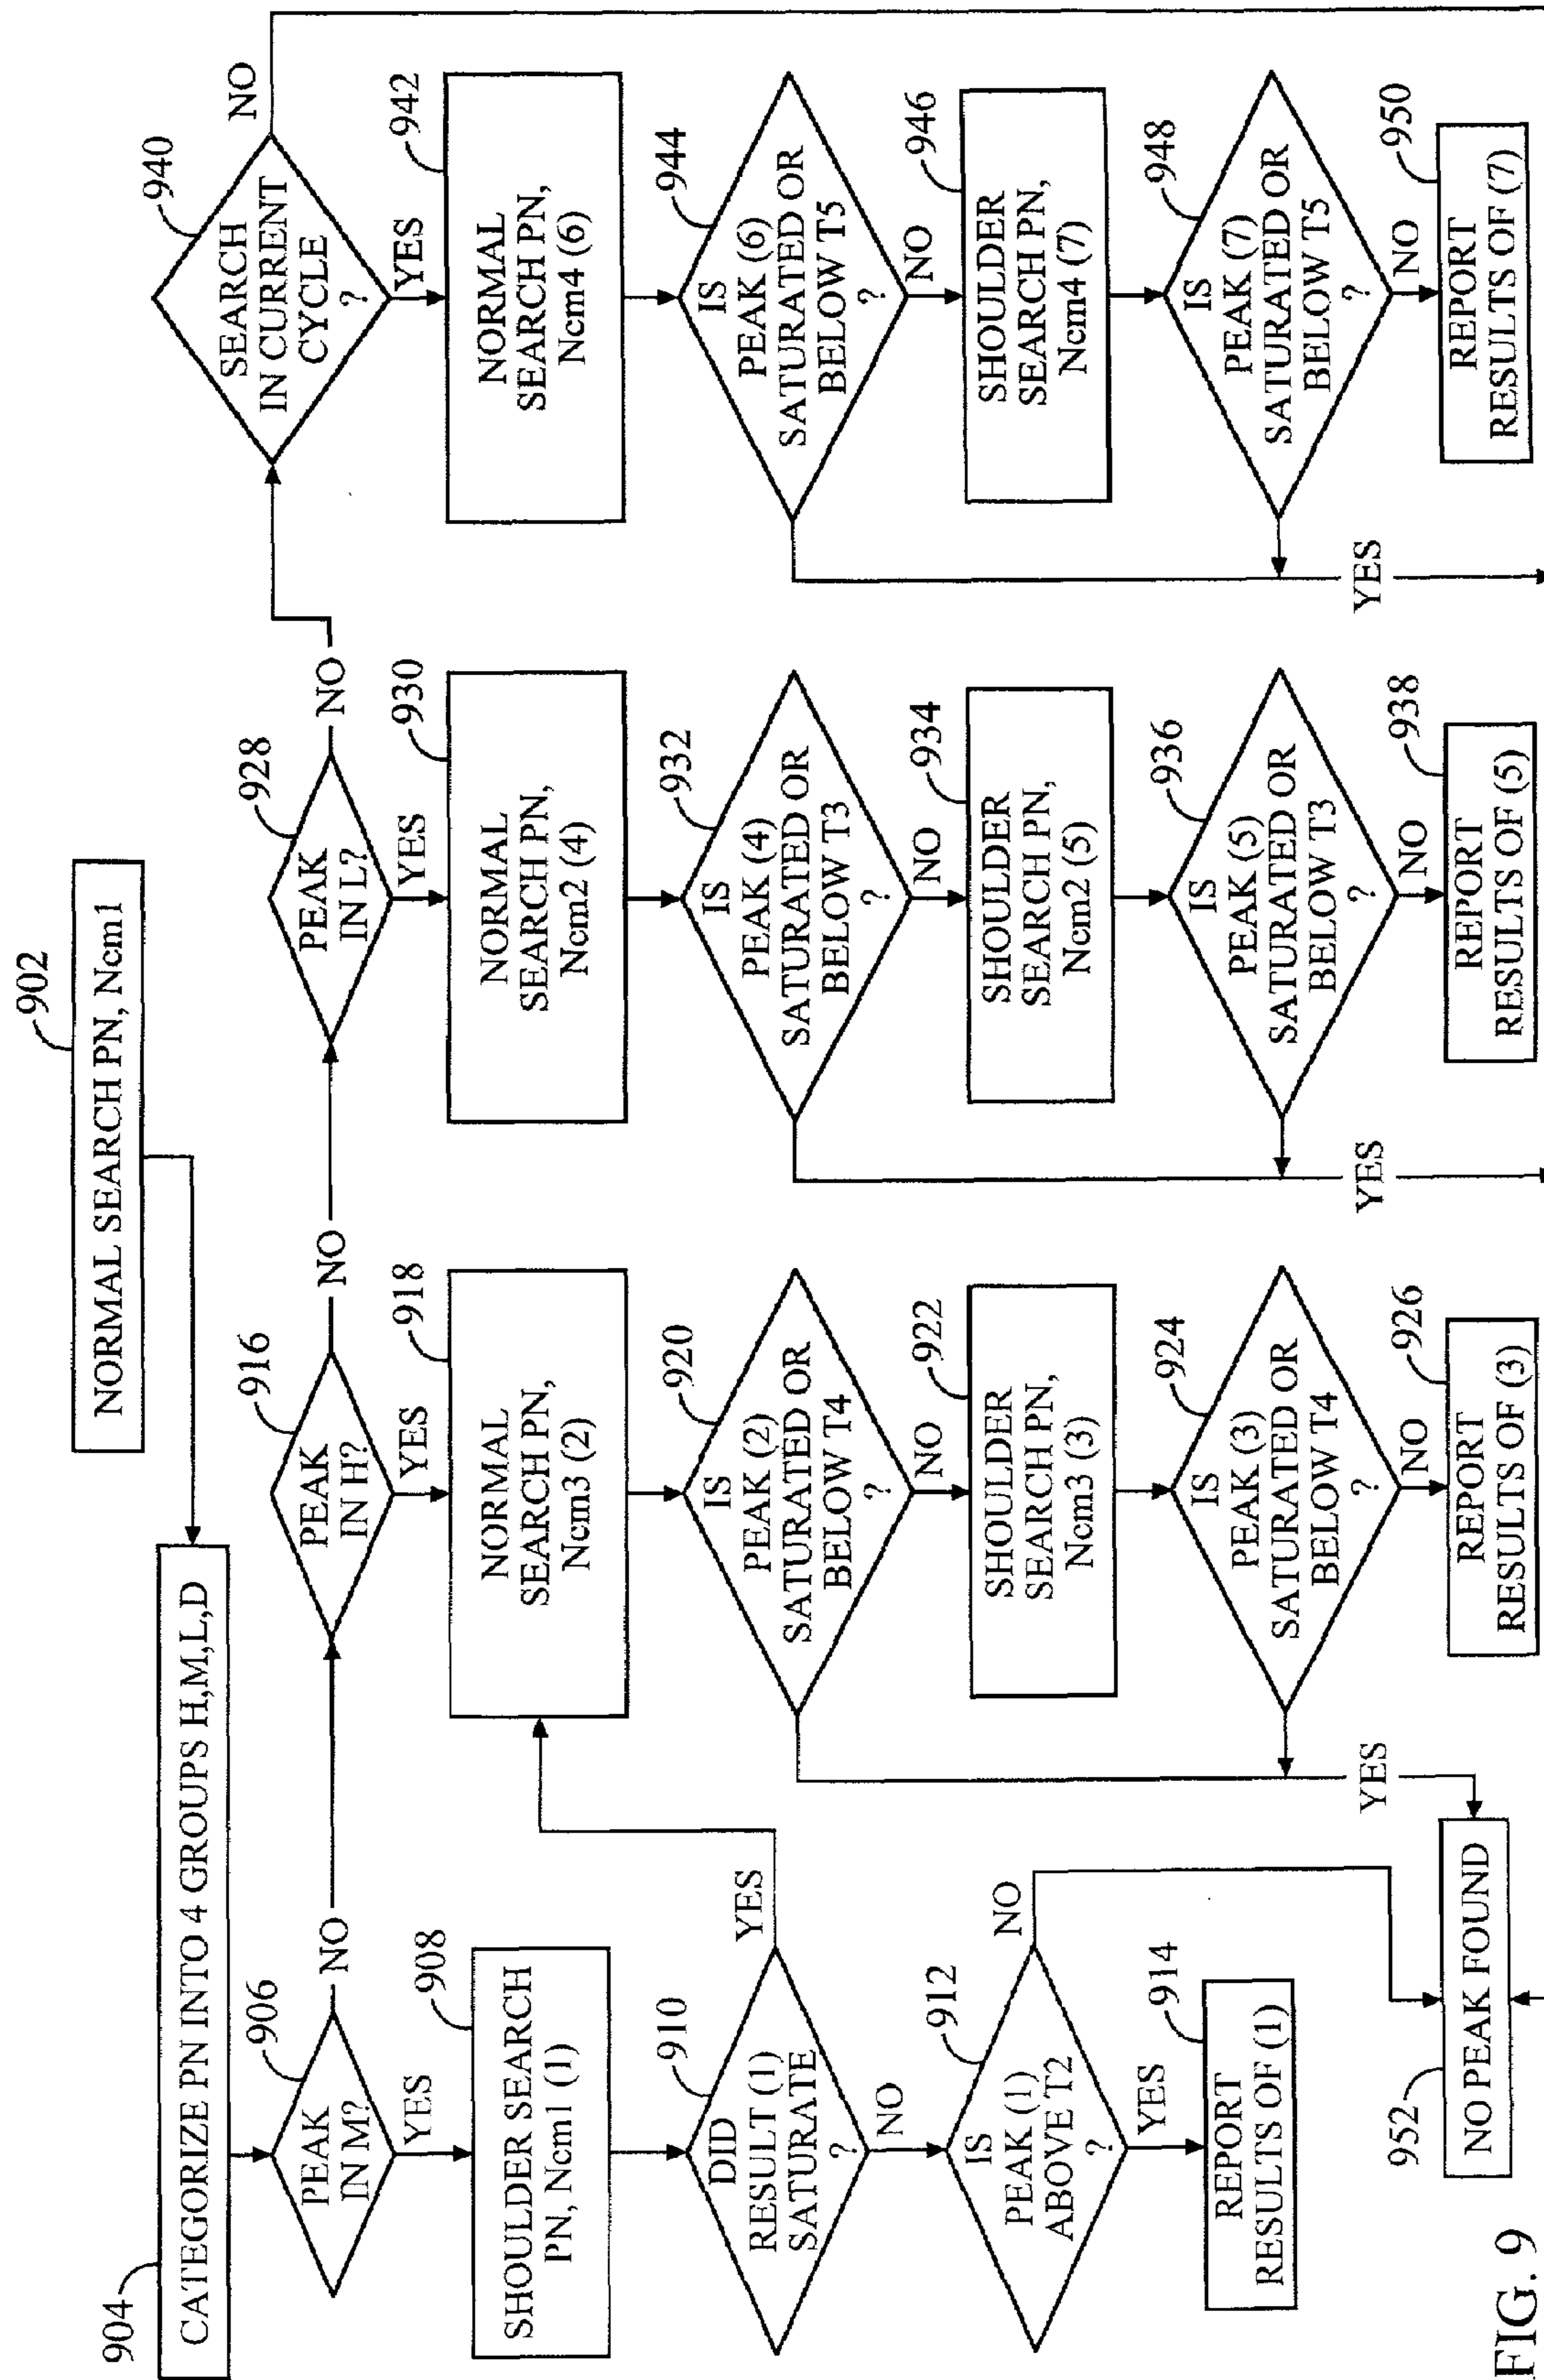 902
NORMAL SEARCH PN, Ncm1
904
CATEGORIZE PN INTO 4 GROUPS H,M,L,D
906
PEAK
IN M?
NO
YES
908
SHOULDER SEARCH
PN, Ncm1 (1)
910
DID
RESULT (1)
SATURATE
?
YES
NO
912
IS
PEAK (1)
ABOVE T2
?
NO
YES
914
REPORT
RESULTS OF (1)
916
PEAK
IN H?
NO
YES
918
NORMAL
SEARCH PN,
Ncm3 (2)
920
IS
PEAK (2)
SATURATED OR
BELOW T4
?
NO
922
SHOULDER
SEARCH PN,
Ncm3 (3)
924
IS
PEAK (3)
SATURATED OR
BELOW T4
?
NO
YES
926
REPORT
RESULTS OF (3)
928
PEAK
IN L?
NO
YES
930
NORMAL
SEARCH PN,
Ncm2 (4)
932
IS
PEAK (4)
SATURATED OR
BELOW T3
?
NO
934
SHOULDER
SEARCH PN,
Ncm2 (5)
936
IS
PEAK (5)
SATURATED OR
BELOW T3
?
NO
YES
938
REPORT
RESULTS OF (5)
940
SEARCH
IN CURRENT
CYCLE
?
NO
YES
942
NORMAL
SEARCH PN,
Ncm4 (6)
944
IS
PEAK (6)
SATURATED OR
BELOW T5
?
NO
946
SHOULDER
SEARCH PN,
Ncm4 (7)
948
IS
PEAK (7)
SATURATED OR
BELOW T5
?
NO
YES
950
REPORT
RESULTS OF (7)
952
NO PEAK FOUND
FIG. 9